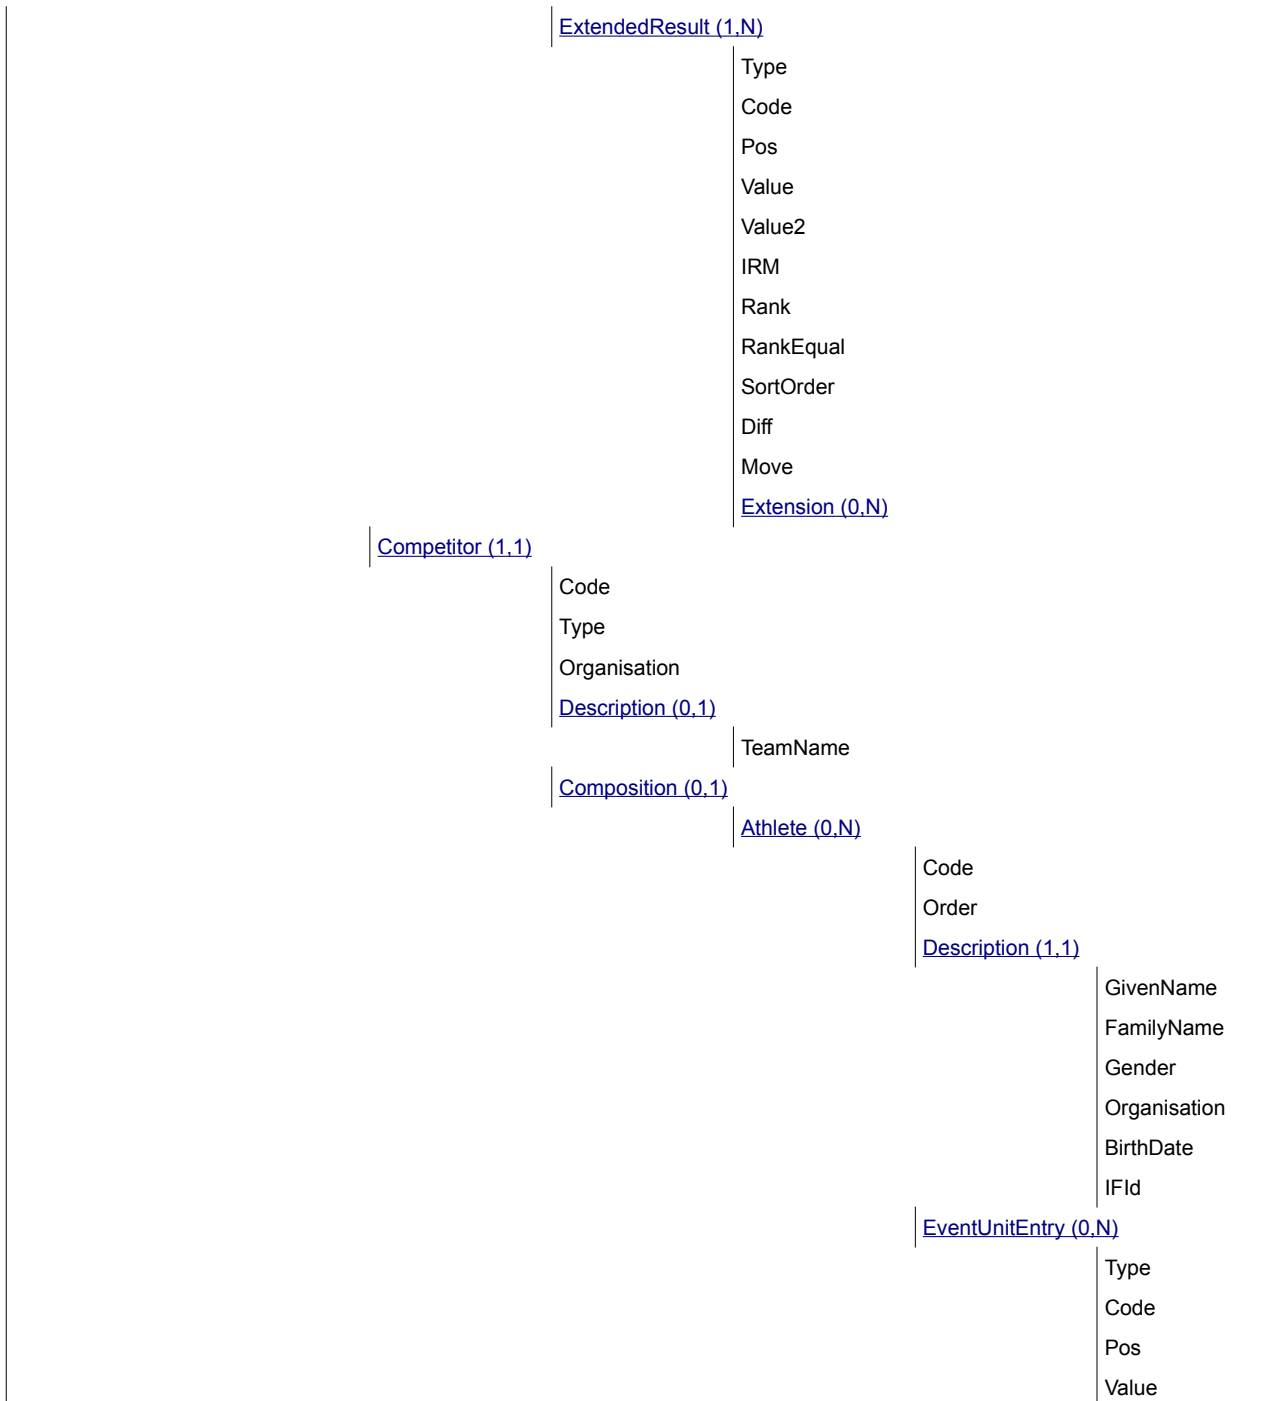 ExtendedResult (1,N)
Type
Code
Pos
Value
Value2
IRM
Rank
RankEqual
SortOrder
Diff
Move
Extension (0,N)
Competitor (1,1)
Code
Type
Organisation
Description (0,1)
TeamName
Composition (0,1)
Athlete (0,N)
Code
Order
Description (1,1)
GivenName
FamilyName
Gender
Organisation
BirthDate
IFId
EventUnitEntry (0,N)
Type
Code
Pos
Value